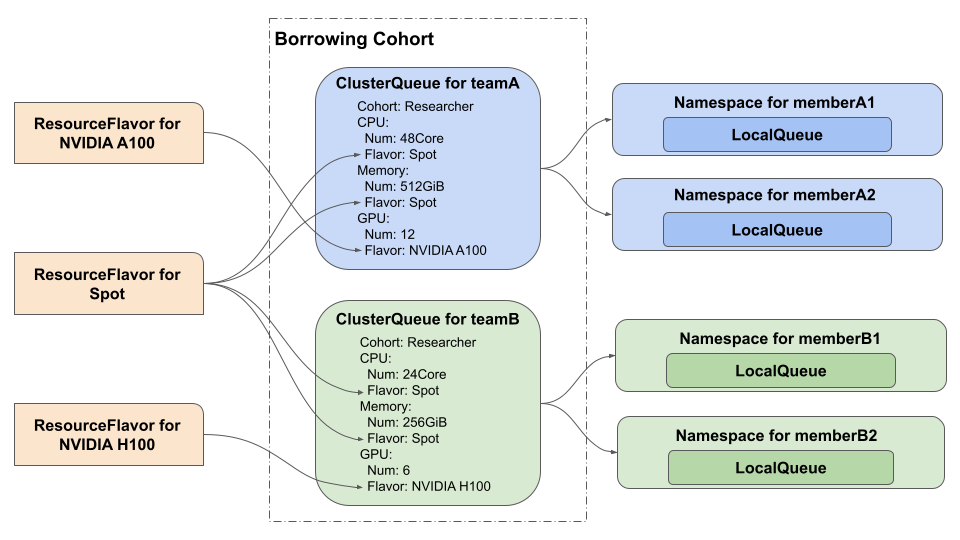 Borrowing Cohort
ResourceFlavor for
NVIDIA A100
ResourceFlavor for
Spot
ResourceFlavor for
NVIDIA H100
ClusterQueue for teamA
Cohort: Researcher
CPU:
Num: 48Core
Flavor: Spot
Memory:
Num: 512GiB
Flavor: Spot
GPU:
Num: 12
Flavor: NVIDIA A100
ClusterQueue for teamB
Cohort: Researcher
CPU:
Num: 24Core
Flavor: Spot
Memory:
Num: 256GiB
Flavor: Spot
GPU:
Num: 6
Flavor: NVIDIA H100
Namespace for memberA1
LocalQueue
Namespace for memberA2
LocalQueue
Namespace for memberB1
LocalQueue
Namespace for memberB2
LocalQueue